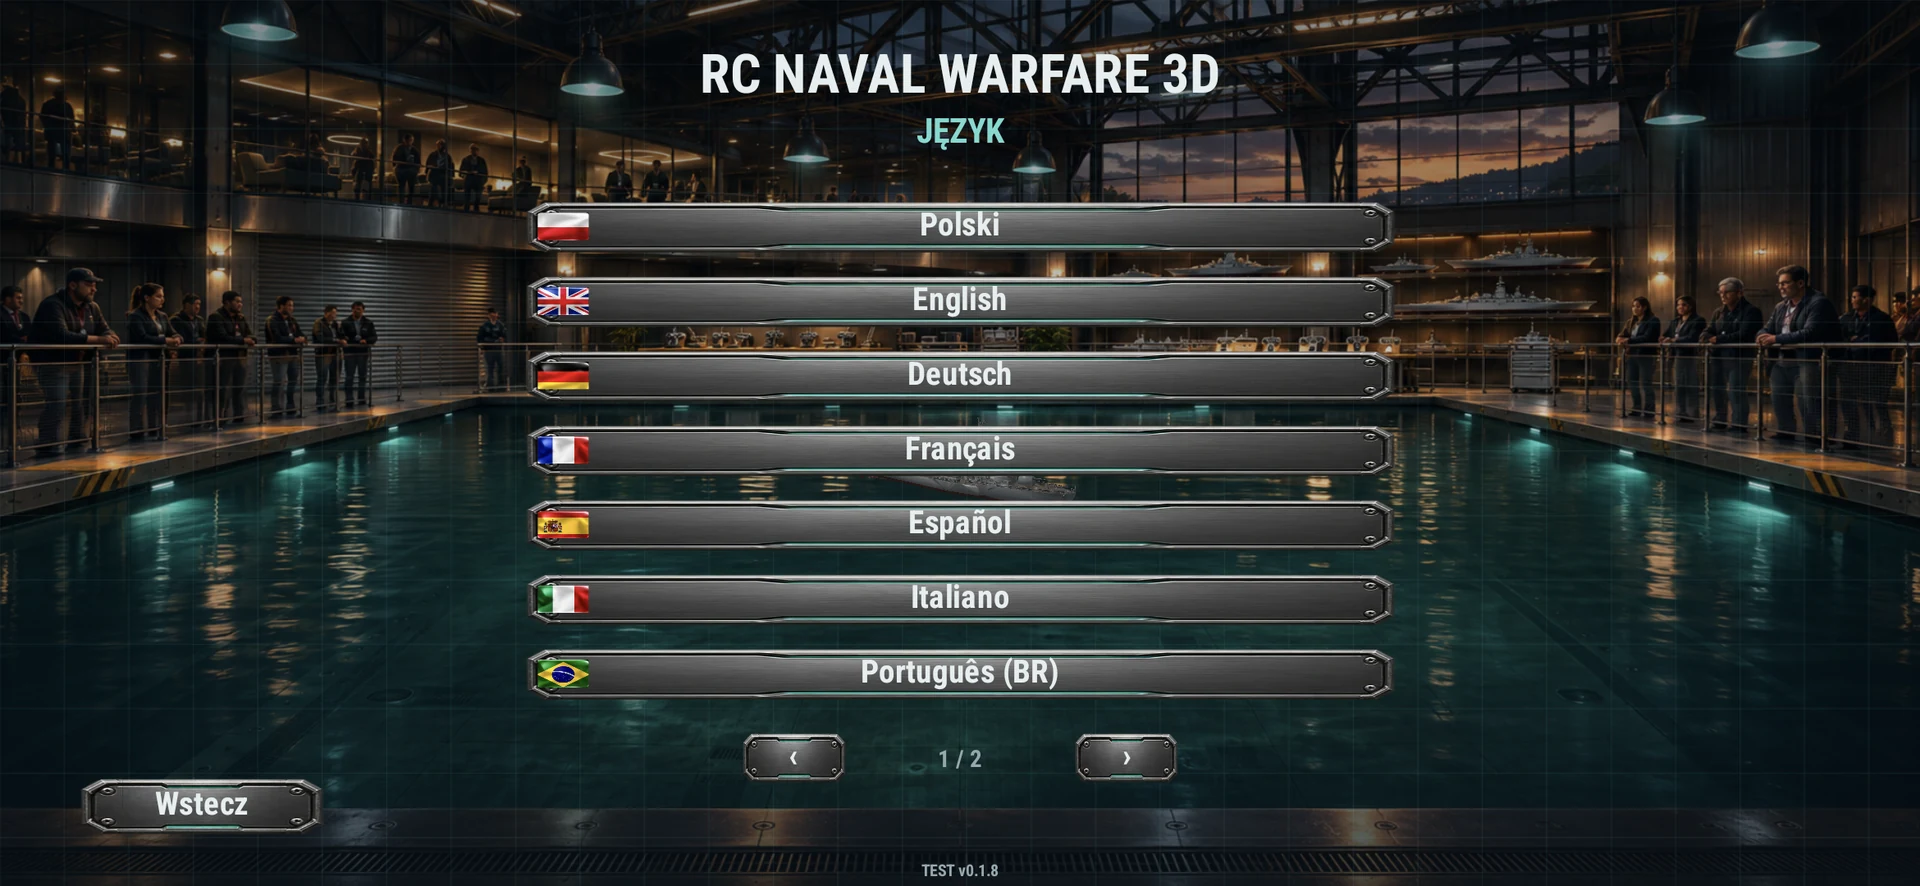 RC NAVAL WARFARE 3D
JĘZYK
Polski
English
Deutsch
Français
Español
Italiano
Português (BR)
‹ 1 / 2 ›
Wstecz
TEST v0.1.8